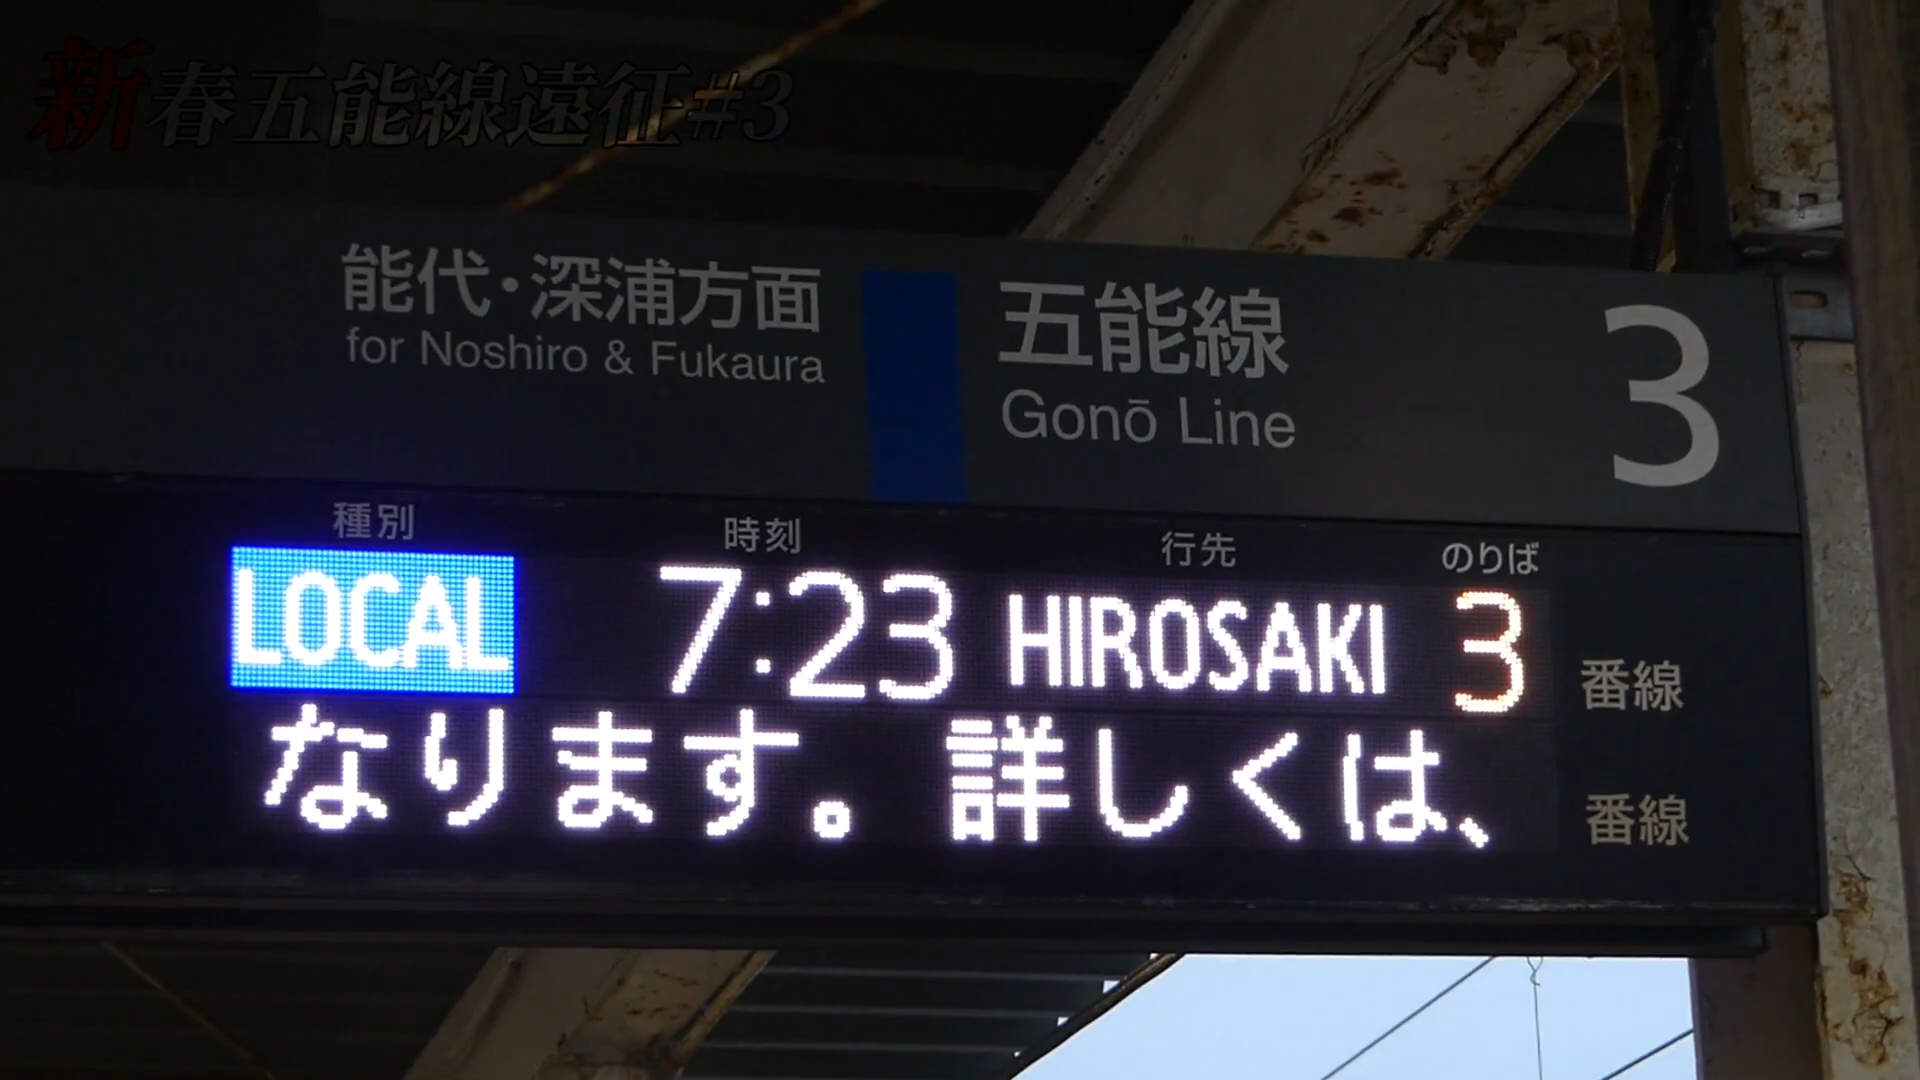 新春五能線遠征#3
能代・深浦方面
for Noshiro & Fukaura
五能線
Gonō Line
3
種別 時刻 行先 のりば
LOCAL 7:23 HIROSAKI 3 番線
なります。 詳しくは、 番線